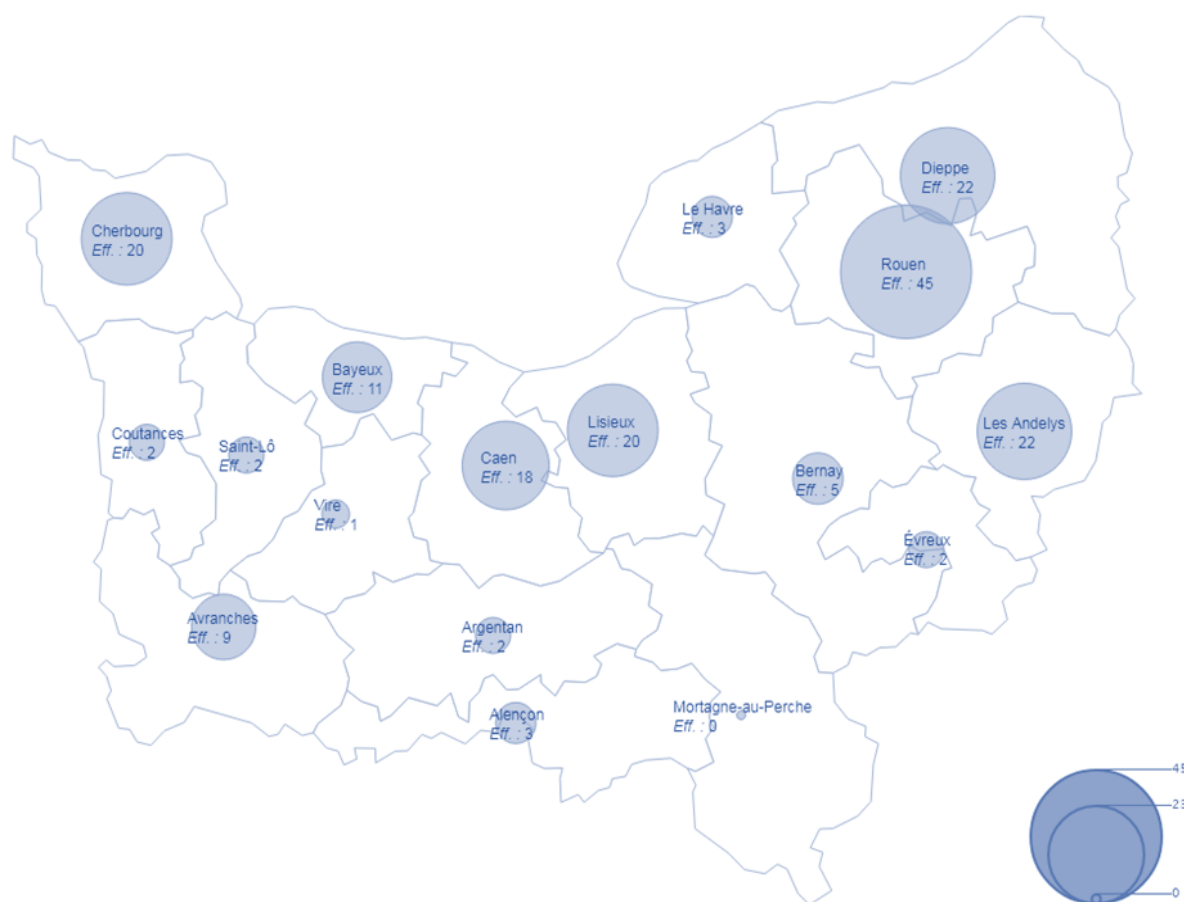 Dieppe
Eff. : 22
Le Havre
Eff. : 3
Cherbourg
Eff. : 20
Rouen
Eff. : 45
Bayeux
Eff. : 11
Lisieux
Eff. : 20
Les Andelys
Eff. : 22
Coutances
Eff. : 2
Saint-Lô
Eff. : 2
Caen
Eff. : 18
Bernay
Eff. : 5
Vire
Eff. : 1
Évreux
Eff. : 2
Avranches
Eff. : 9
Argentan
Eff. : 2
Alençon
Eff. : 3
Mortagne-au-Perche
Eff. : 0
45
23
0